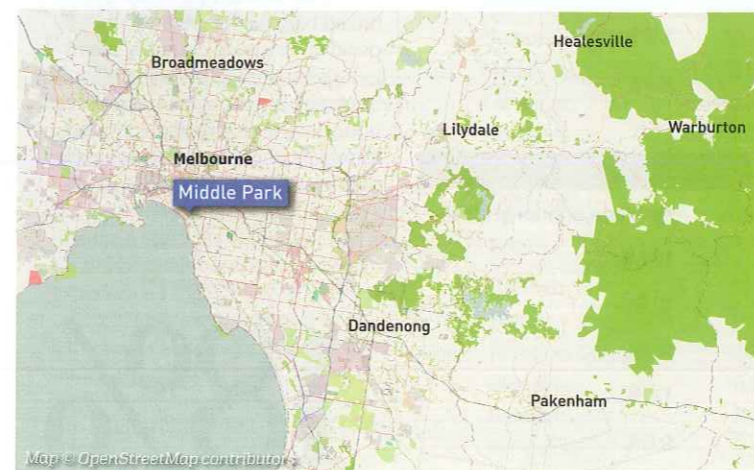 Healesville
Broadmeadows
Lilydale
Warburton
Melbourne
Middle Park
Dandenong
Pakenham
Map © OpenStreetMap contributors